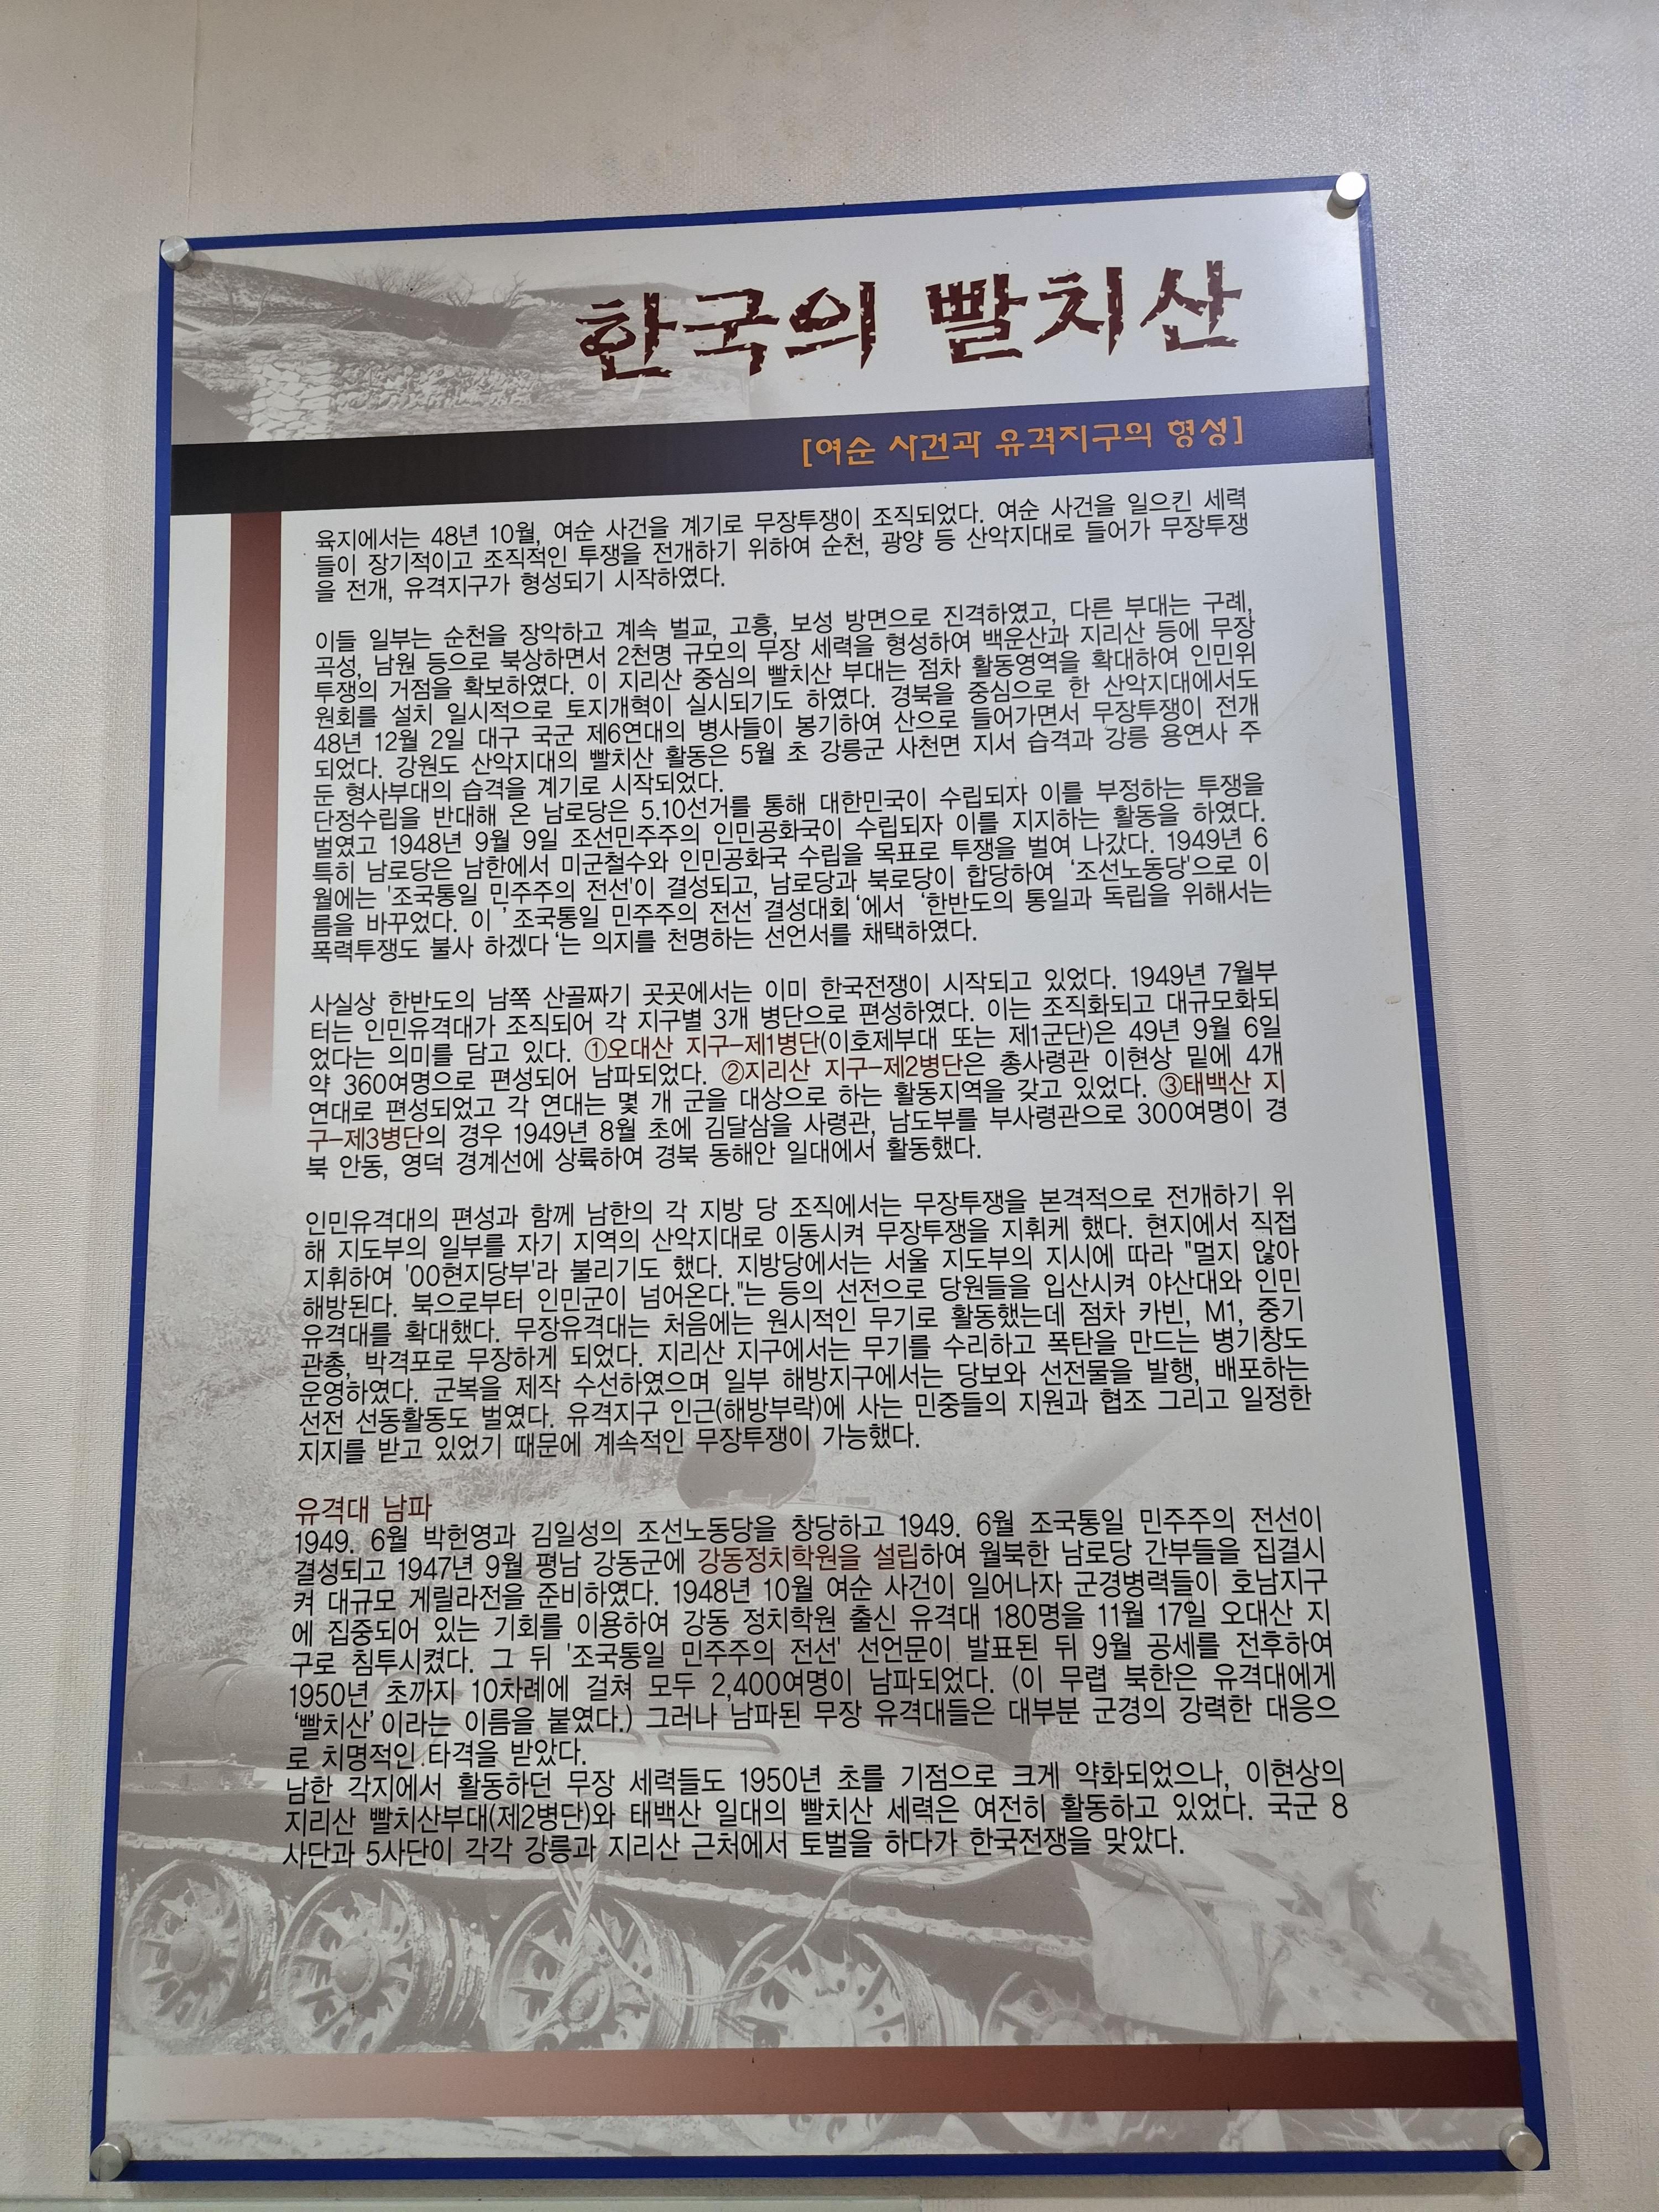 한국의 빨치산
[여순 사건과 유격지구의 형성]
육지에서는 48년 10월, 여순 사건을 계기로 무장투쟁이 조직되었다. 여순 사건을 일으킨 세력
들이 장기적이고 조직적인 투쟁을 전개하기 위하여 순천, 광양 등 산악지대로 들어가 무장투쟁
을 전개, 유격지구가 형성되기 시작하였다.
이들 일부는 순천을 장악하고 계속 벌교, 고흥, 보성 방면으로 진격하였고, 다른 부대는 구례,
곡성, 남원 등으로 북상하면서 2천명 규모의 무장 세력을 형성하여 백운산과 지리산 등에 무장
투쟁의 거점을 확보하였다. 이 지리산 중심의 빨치산 부대는 점차 활동영역을 확대하여 인민위
원회를 설치 일시적으로 토지개혁이 실시되기도 하였다. 경북을 중심으로 한 산악지대에서도
48년 12월 2일 대구 국군 제6연대의 병사들이 봉기하여 산으로 들어가면서 무장투쟁이 전개
되었다. 강원도 산악지대의 빨치산 활동은 5월 초 강릉군 사천면 지서 습격과 강릉 용연사 주
둔 형사부대의 습격을 계기로 시작되었다.
단정수립을 반대해 온 남로당은 5.10선거를 통해 대한민국이 수립되자 이를 부정하는 투쟁을
벌였고 1948년 9월 9일 조선민주주의 인민공화국이 수립되자 이를 지지하는 활동을 하였다.
특히 남로당은 남한에서 미군철수와 인민공화국 수립을 목표로 투쟁을 벌여 나갔다. 1949년 6
월에는 '조국통일 민주주의 전선'이 결성되고, 남로당과 북로당이 합당하여 ‘조선노동당'으로 이
름을 바꾸었다. 이 ’조국통일 민주주의 전선 결성대회‘에서 ‘한반도의 통일과 독립을 위해서는
폭력투쟁도 불사 하겠다‘는 의지를 천명하는 선언서를 채택하였다.
사실상 한반도의 남쪽 산골짜기 곳곳에서는 이미 한국전쟁이 시작되고 있었다. 1949년 7월부
터는 인민유격대가 조직되어 각 지구별 3개 병단으로 편성하였다. 이는 조직화되고 대규모화되
었다는 의미를 담고 있다. ①오대산 지구-제1병단(이호제부대 또는 제1군단)은 49년 9월 6일
약 360여명으로 편성되어 남파되었다. ②지리산 지구-제2병단은 총사령관 이현상 밑에 4개
연대로 편성되었고 각 연대는 몇 개 군을 대상으로 하는 활동지역을 갖고 있었다. ③태백산 지
구-제3병단의 경우 1949년 8월 초에 김달삼을 사령관, 남도부를 부사령관으로 300여명이 경
북 안동, 영덕 경계선에 상륙하여 경북 동해안 일대에서 활동했다.
인민유격대의 편성과 함께 남한의 각 지방 당 조직에서는 무장투쟁을 본격적으로 전개하기 위
해 지도부의 일부를 자기 지역의 산악지대로 이동시켜 무장투쟁을 지휘케 했다. 현지에서 직접
지휘하여 '00현지당부'라 불리기도 했다. 지방당에서는 서울 지도부의 지시에 따라 "멀지 않아
해방된다. 북으로부터 인민군이 넘어온다."는 등의 선전으로 당원들을 입산시켜 야산대와 인민
유격대를 확대했다. 무장유격대는 처음에는 원시적인 무기로 활동했는데 점차 카빈, M1, 중기
관총, 박격포로 무장하게 되었다. 지리산 지구에서는 무기를 수리하고 폭탄을 만드는 병기창도
운영하였다. 군복을 제작 수선하였으며 일부 해방지구에서는 당보와 선전물을 발행, 배포하는
선전 선동활동도 벌였다. 유격지구 인근(해방부락)에 사는 민중들의 지원과 협조 그리고 일정한
지지를 받고 있었기 때문에 계속적인 무장투쟁이 가능했다.
유격대 남파
1949. 6월 박헌영과 김일성의 조선노동당을 창당하고 1949. 6월 조국통일 민주주의 전선이
결성되고 1947년 9월 평남 강동군에 강동정치학원을 설립하여 월북한 남로당 간부들을 집결시
켜 대규모 게릴라전을 준비하였다. 1948년 10월 여순 사건이 일어나자 군경병력들이 호남지구
에 집중되어 있는 기회를 이용하여 강동 정치학원 출신 유격대 180명을 11월 17일 오대산 지
구로 침투시켰다. 그 뒤 '조국통일 민주주의 전선' 선언문이 발표된 뒤 9월 공세를 전후하여
1950년 초까지 10차례에 걸쳐 모두 2,400여명이 남파되었다. (이 무렵 북한은 유격대에게
‘빨치산’이라는 이름을 붙였다.) 그러나 남파된 무장 유격대들은 대부분 군경의 강력한 대응으
로 치명적인 타격을 받았다.
남한 각지에서 활동하던 무장 세력들도 1950년 초를 기점으로 크게 약화되었으나, 이현상의
지리산 빨치산부대(제2병단)와 태백산 일대의 빨치산 세력은 여전히 활동하고 있었다. 국군 8
사단과 5사단이 각각 강릉과 지리산 근처에서 토벌을 하다가 한국전쟁을 맞았다.